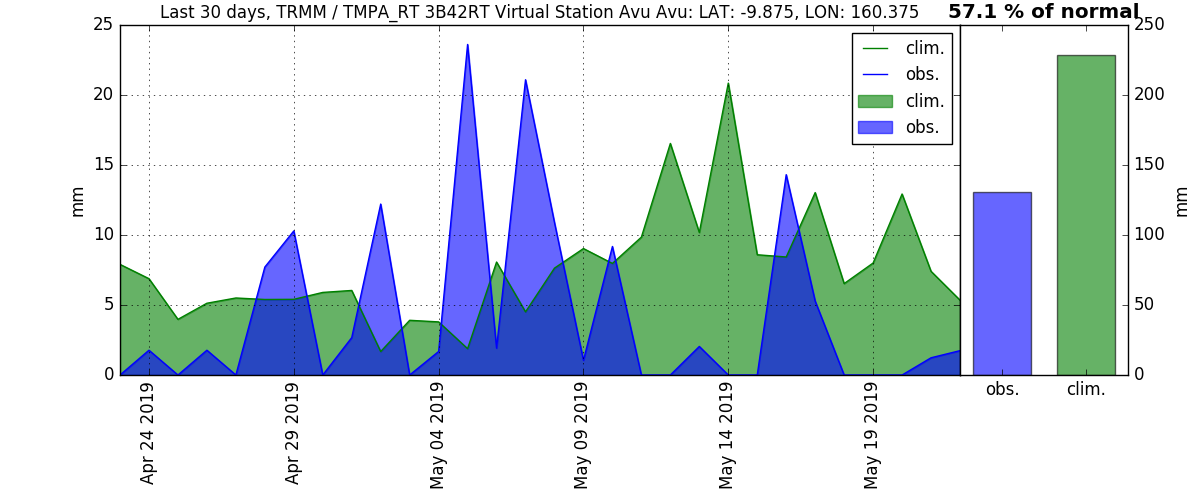 Last 30 days, TRMM / TMPA_RT 3B42RT Virtual Station Avu Avu: LAT: -9.875, LON: 160.375
57.1 % of normal
25
20
15
10
5
0
mm
clim.
obs.
clim.
obs.
Apr 24 2019
Apr 29 2019
May 04 2019
May 09 2019
May 14 2019
May 19 2019
250
200
150
100
50
0
mm
obs.
clim.